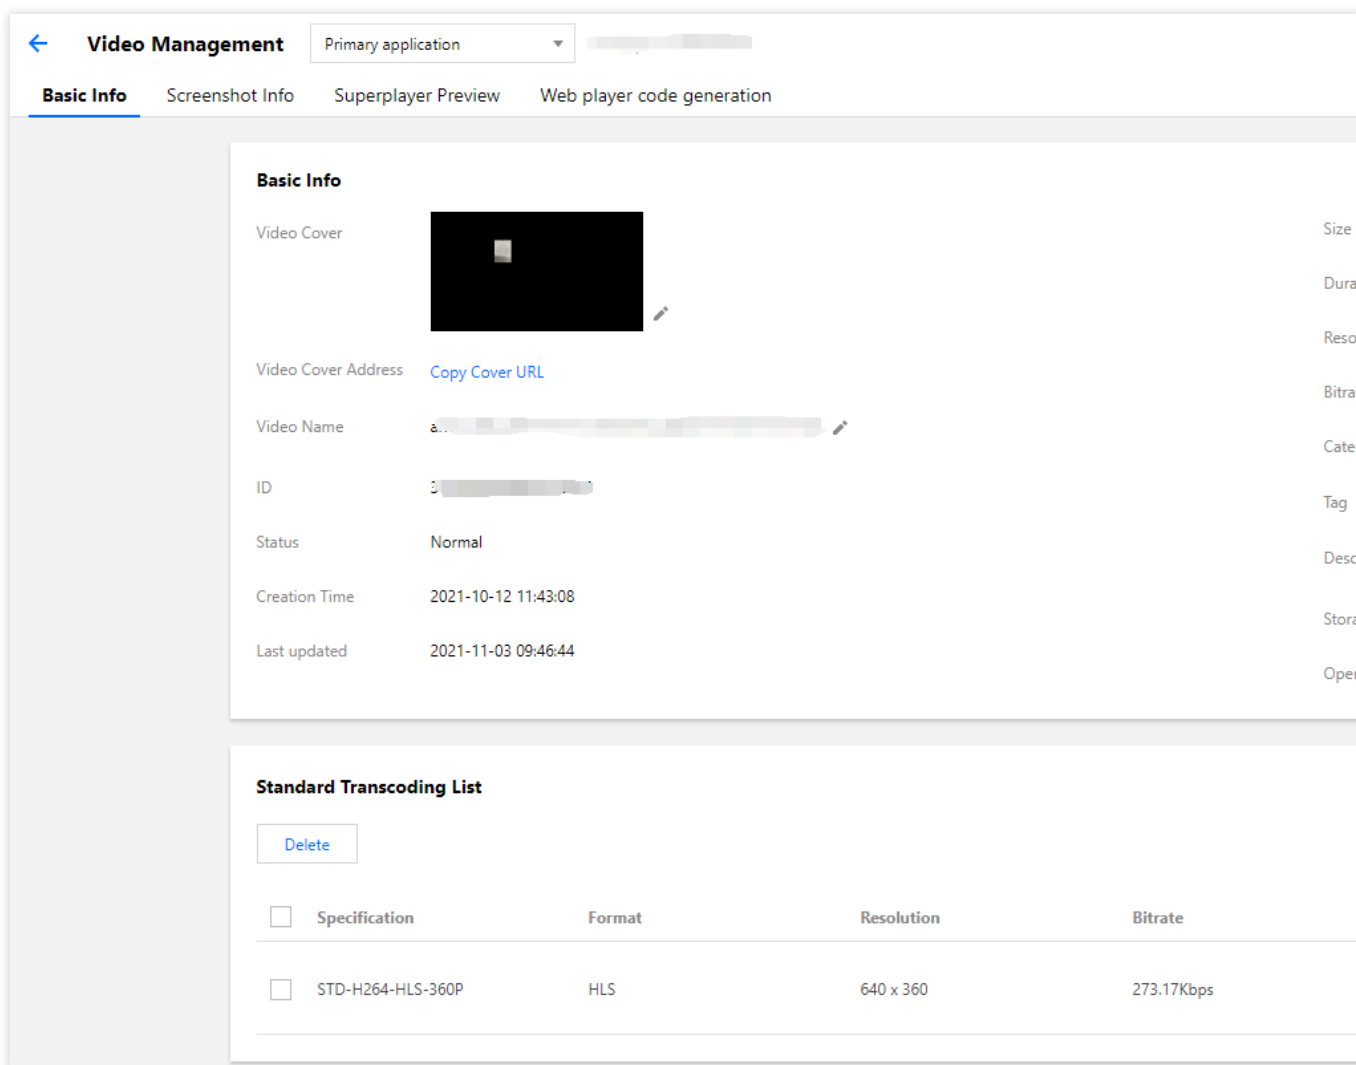 Video Management
Primary application
Basic Info
Screenshot Info
Superplayer Preview
Web player code generation
Basic Info
Video Cover
Size
Dura
Video Cover Address
Copy Cover URL
Reso
Bitra
Video Name
Cate
ID
Tag
Status
Normal
Desc
Creation Time
2021-10-12 11:43:08
Stora
Last updated
2021-11-03 09:46:44
Oper
Standard Transcoding List
Delete
Specification
Format
Resolution
Bitrate
STD-H264-HLS-360P
HLS
640 x 360
273.17Kbps